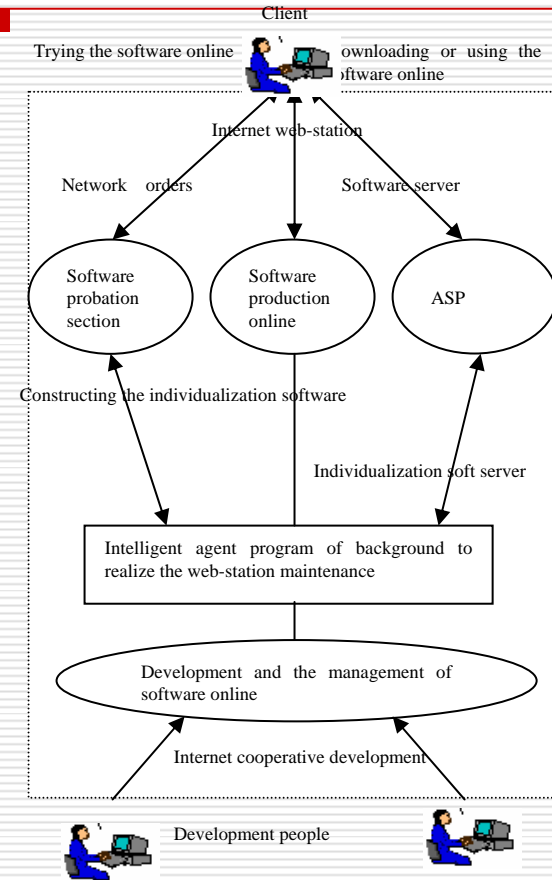 Client
Trying the software online
ownloading or using the
oftware online
Internet web-station
Network orders
Software server
Software
probation
section
Software
production
online
ASP
Constructing the individualization software
Individualization soft server
Intelligent agent program of background to
realize the web-station maintenance
Development and the management of
software online
Internet cooperative development
Development people